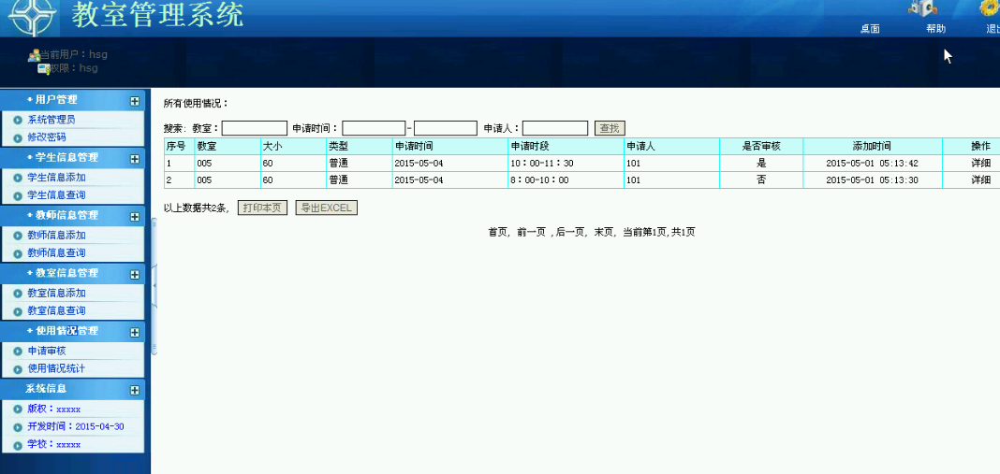 教室管理系统
桌面 帮助 退出
当前用户：hsg
权限：hsg
+ 用户管理
系统管理员
修改密码
+ 学生信息管理
学生信息添加
学生信息查询
+ 教师信息管理
教师信息添加
教师信息查询
+ 教室信息管理
教室信息添加
教室信息查询
+ 使用情况管理
申请审核
使用情况统计
系统信息
版权：xxxxx
开发时间：2015-04-30
学校：xxxxx
所有使用情况：
搜索: 教室： 申请时间： - 申请人： 查找
序号 教室 大小 类型 申请时间 申请时段 申请人 是否审核 添加时间 操作
1 005 60 普通 2015-05-04 10：00-11：30 101 是 2015-05-01 05:13:42 详细
2 005 60 普通 2015-05-04 8：00-10：00 101 否 2015-05-01 05:13:30 详细
以上数据共2条, 打印本页 导出EXCEL
首页, 前一页 ,后一页, 末页, 当前第1页,共1页